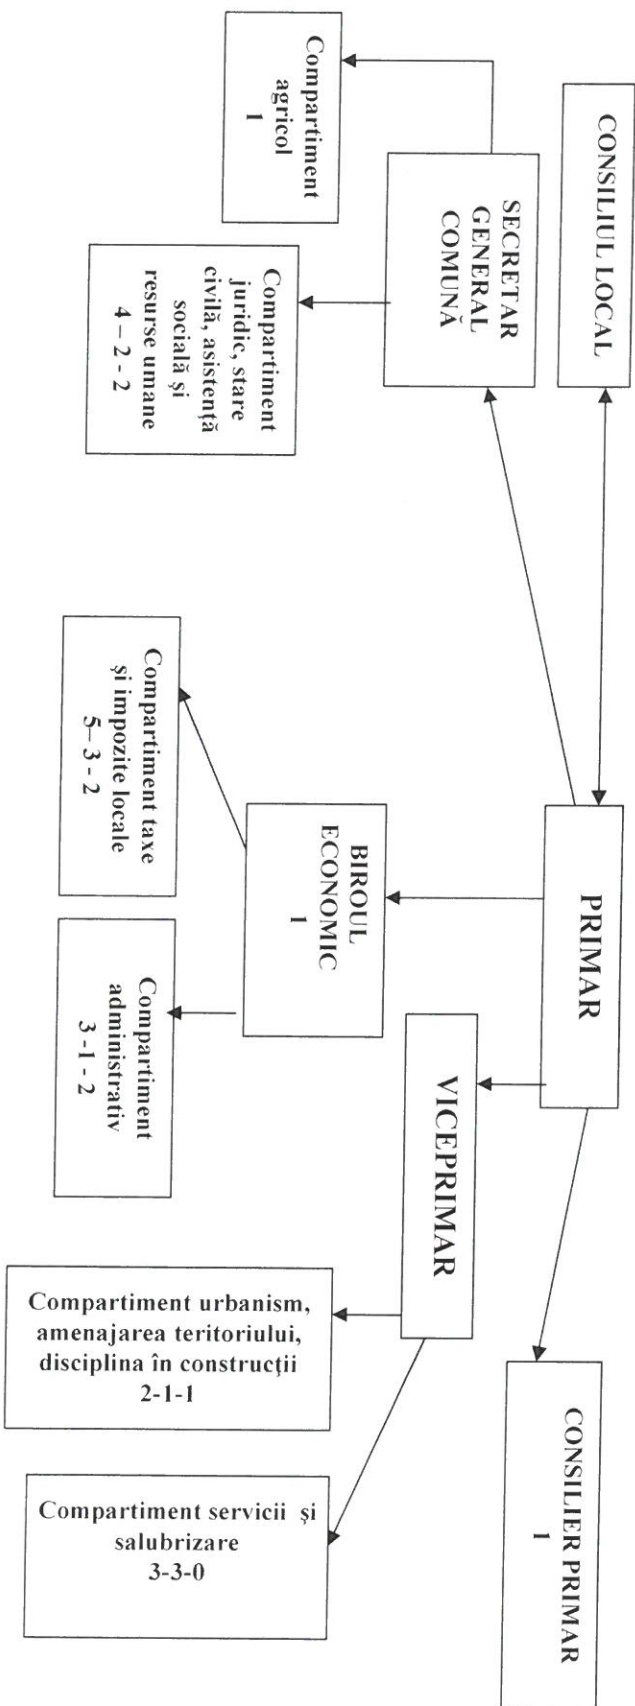 CONSILIUL LOCAL
PRIMAR
CONSILIER PRIMAR
1
SECRETAR
GENERAL
COMUNĂ
BIROUL
ECONOMIC
1
VICEPRIMAR
Compartiment
agricol
1
Compartiment
juridic, stare
civilă, asistență
socială și
resurse umane
4 – 2 - 2
Compartiment taxe
și impozite locale
5– 3 - 2
Compartiment
administrativ
3 -1 - 2
Compartiment urbanism,
amenajarea teritoriului,
disciplina în construcții
2-1-1
Compartiment servicii și
salubrizare
3-3-0